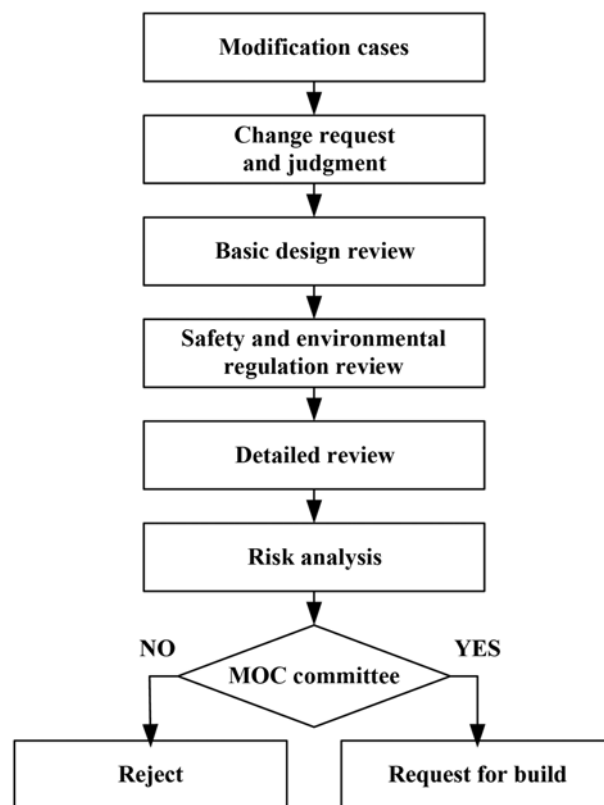 Modification cases
Change request
and judgment
Basic design review
Safety and environmental
regulation review
Detailed review
Risk analysis
NO
YES
MOC committee
Reject
Request for build